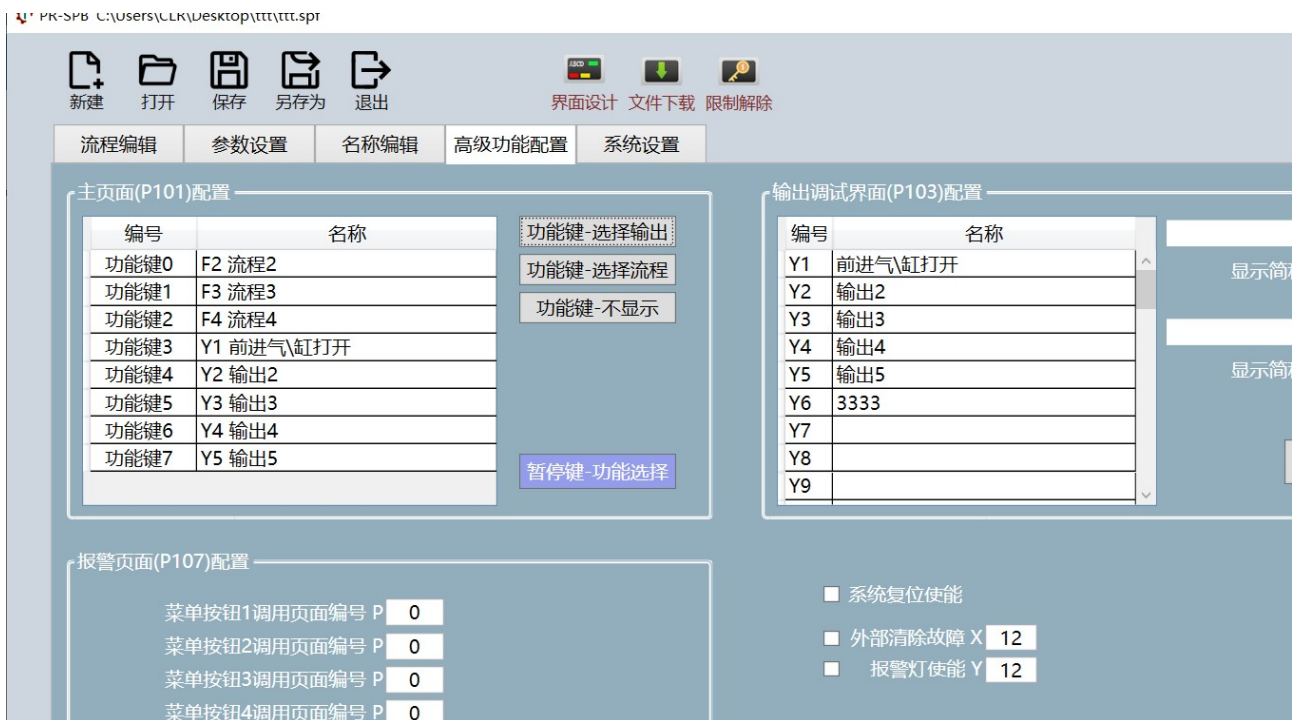 PR-SPB C:\Users\CLR\Desktop\ttt\ttt.spf
新建 打开 保存 另存为 退出 界面设计 文件下载 限制解除
流程编辑 参数设置 名称编辑 高级功能配置 系统设置
主页面(P101)配置
编号 名称
功能键0 F2 流程2
功能键1 F3 流程3
功能键2 F4 流程4
功能键3 Y1 前进气\缸打开
功能键4 Y2 输出2
功能键5 Y3 输出3
功能键6 Y4 输出4
功能键7 Y5 输出5
功能键-选择输出
功能键-选择流程
功能键-不显示
暂停键-功能选择
输出调试界面(P103)配置
编号 名称
Y1 前进气\缸打开
Y2 输出2
Y3 输出3
Y4 输出4
Y5 输出5
Y6 3333
Y7
Y8
Y9
显示简
显示简
报警页面(P107)配置
菜单按钮1调用页面编号 P 0
菜单按钮2调用页面编号 P 0
菜单按钮3调用页面编号 P 0
菜单按钮4调用页面编号 P 0
系统复位使能
外部清除故障 X 12
报警灯使能 Y 12